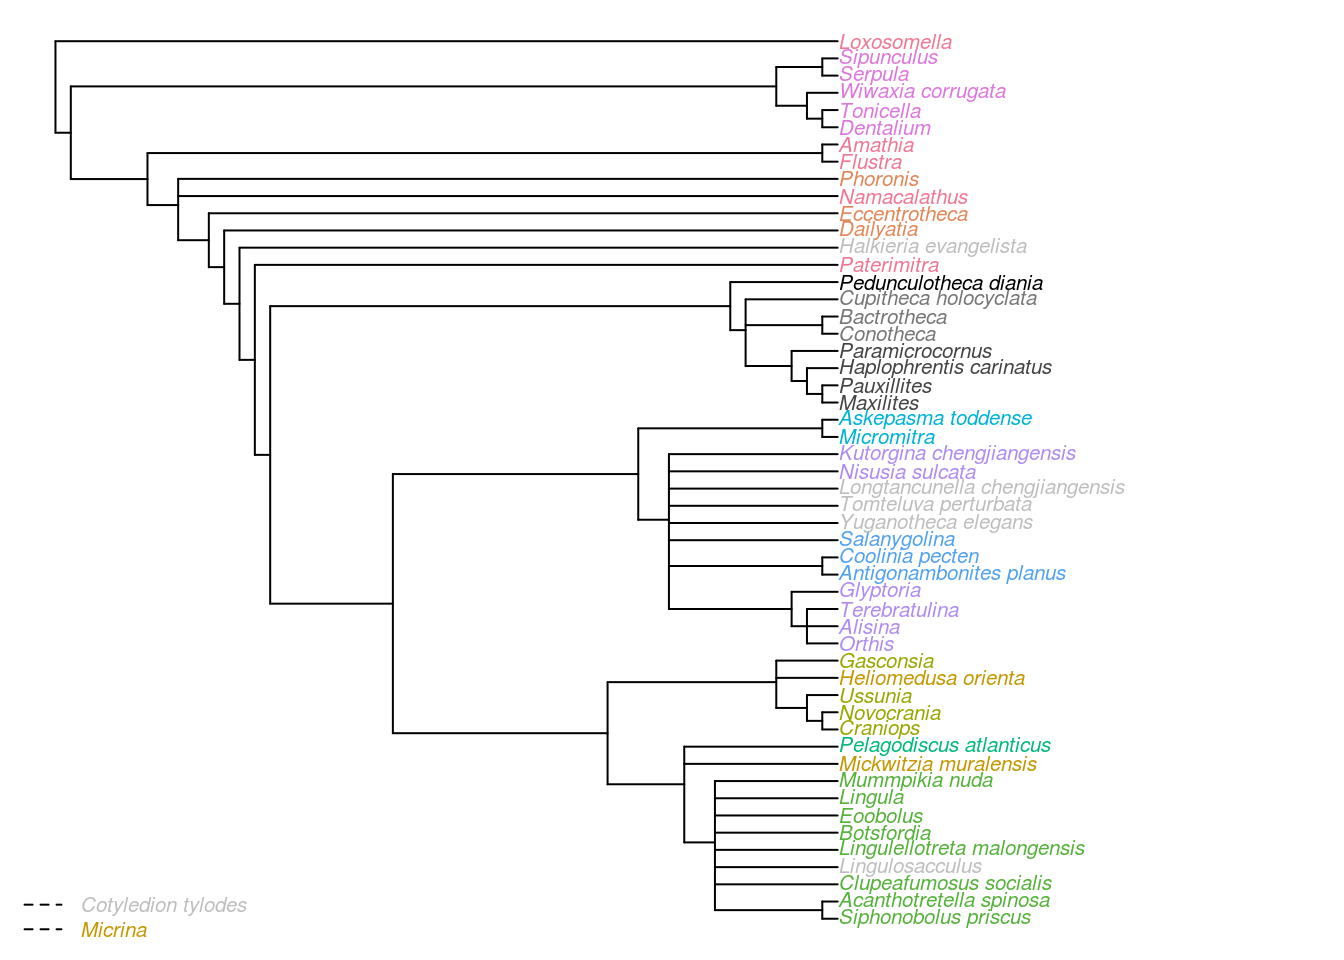 Loxosomella
Sipunculus
Serpula
Wiwaxia corrugata
Tonicella
Dentalium
Amathia
Flustra
Phoronis
Namacalathus
Eccentrotheca
Dailyatia
Halkieria evangelista
Paterimitra
Pedunculotheca diania
Cupitheca holocyclata
Bactrotheca
Conotheca
Paramicrocornus
Haplophrentis carinatus
Pauxillites
Maxilites
Askepasma toddense
Micromitra
Kutorgina chengjiangensis
Nisusia sulcata
Longtancunella chengjiangensis
Tomteluva perturbata
Yuganotheca elegans
Salanygolina
Coolinia pecten
Antigonambonites planus
Glyptoria
Terebratulina
Alisina
Orthis
Gasconsia
Heliomedusa orienta
Ussunia
Novocrania
Craniops
Pelagodiscus atlanticus
Mickwitzia muralensis
Mummpikia nuda
Lingula
Eoobolus
Botsfordia
Lingulellotreta malongensis
Lingulosacculus
Clupeafumosus socialis
Acanthotretella spinosa
Siphonobolus priscus
Cotyledion tylodes
Micrina